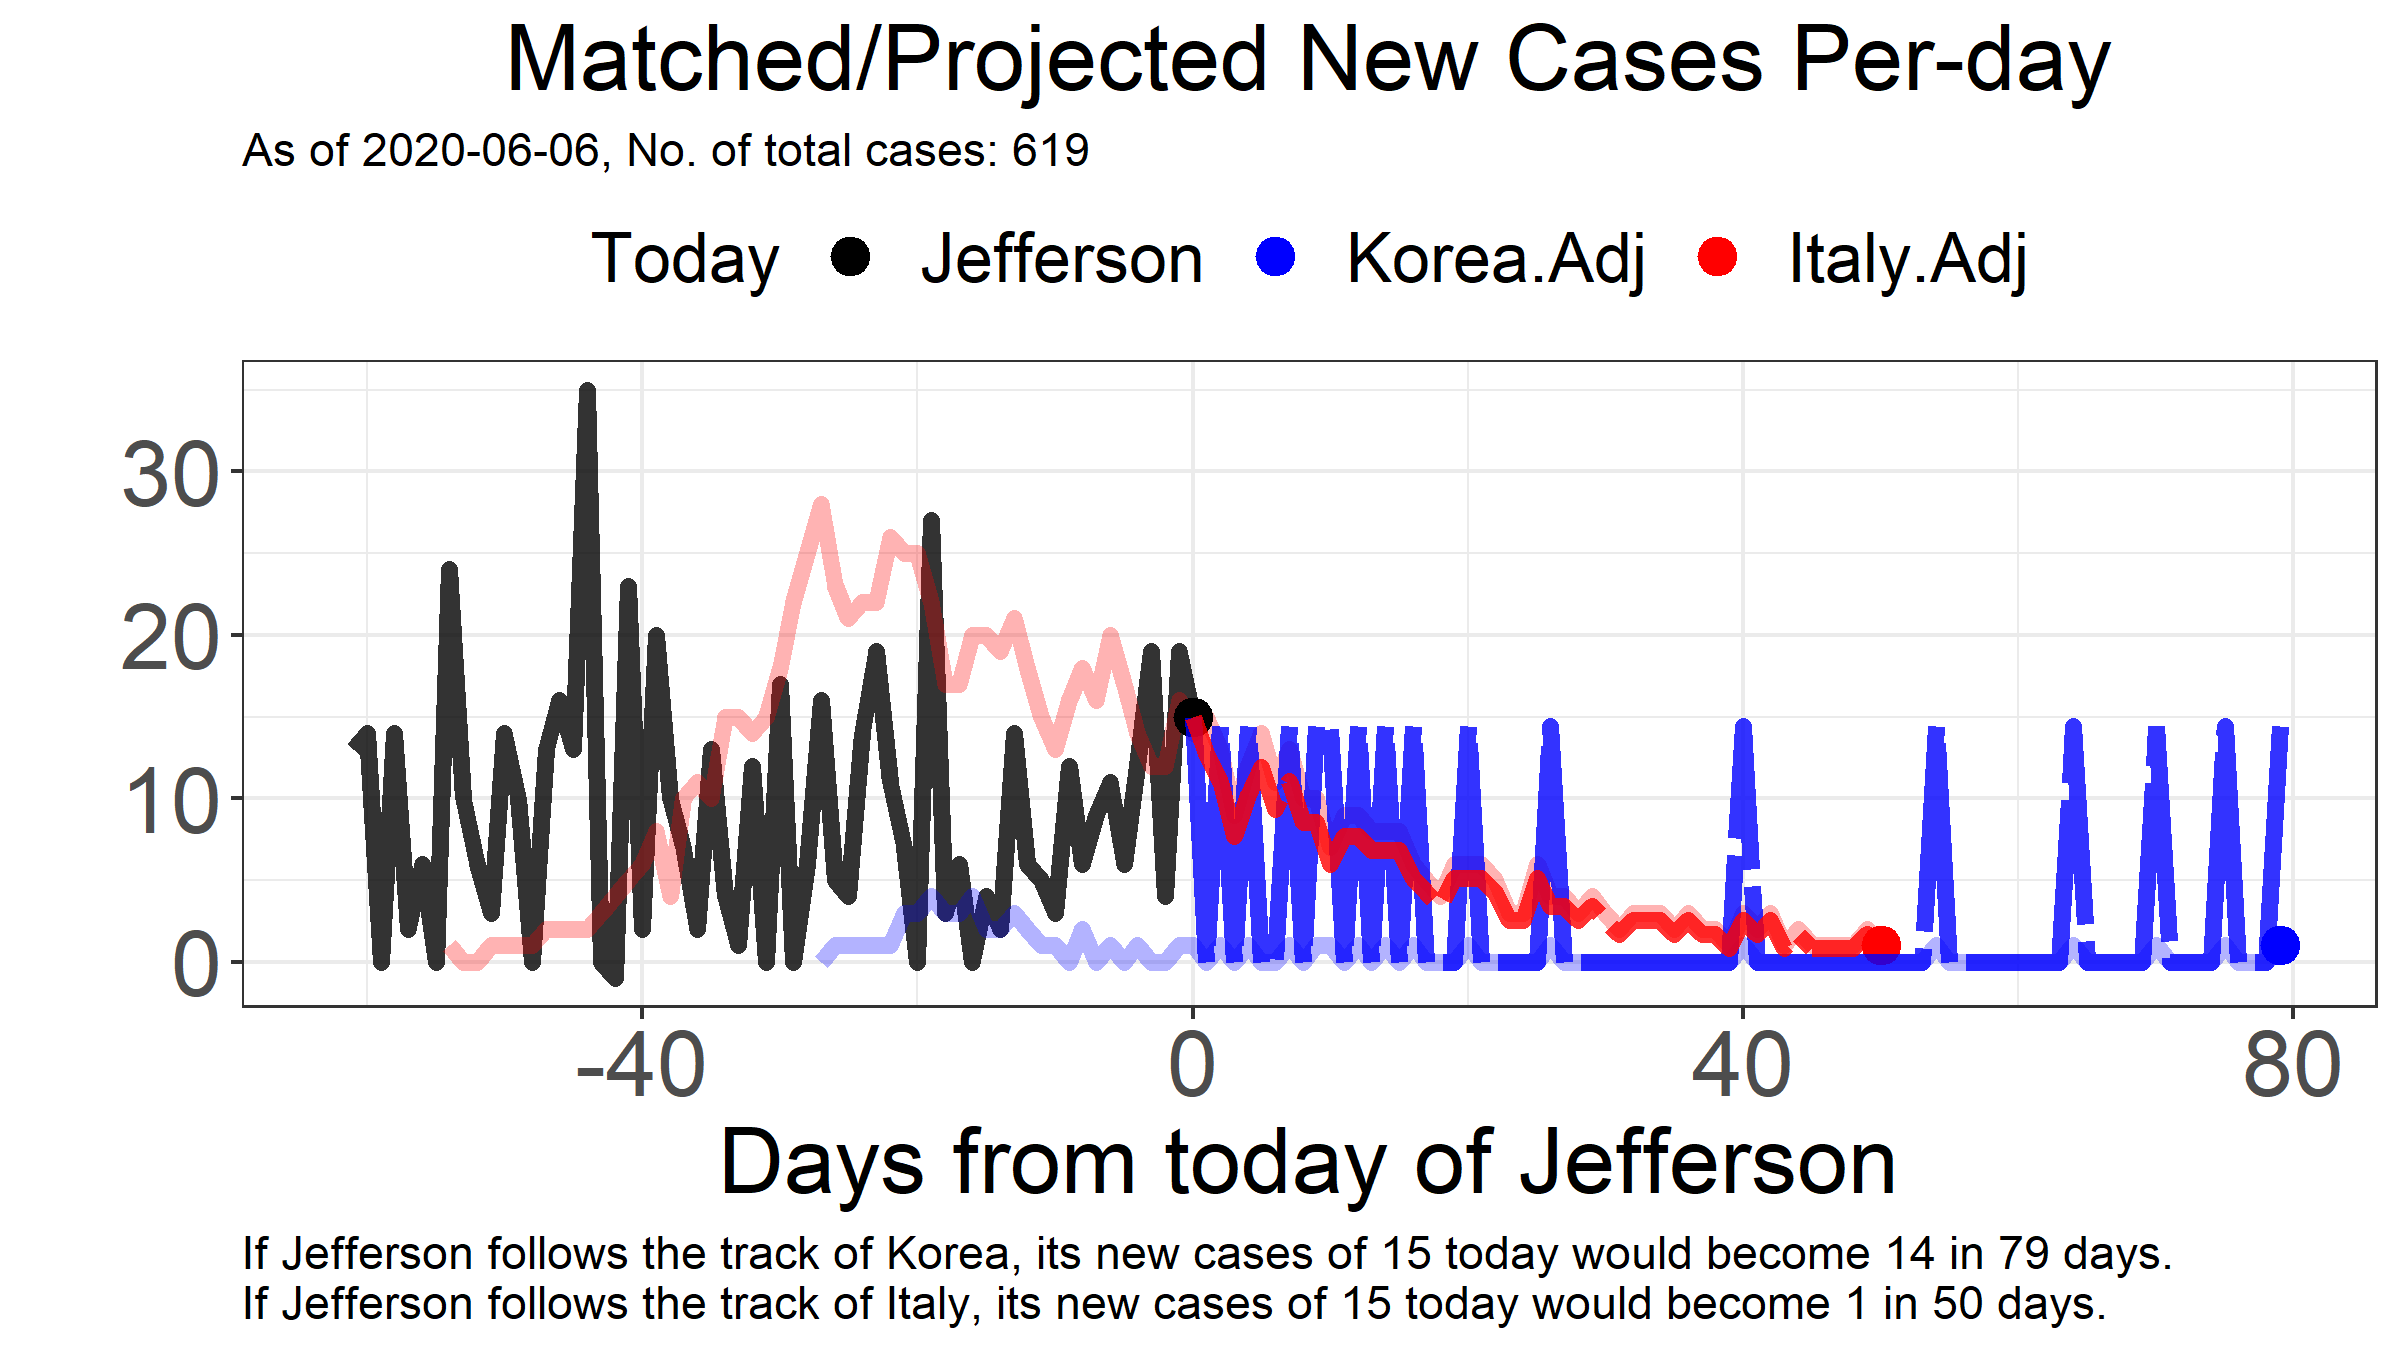 Matched/Projected New Cases Per-day
As of 2020-06-06, No. of total cases: 619
Today Jefferson Korea.Adj Italy.Adj
30
20
10
0
-40 0 40 80
Days from today of Jefferson
If Jefferson follows the track of Korea, its new cases of 15 today would become 14 in 79 days.
If Jefferson follows the track of Italy, its new cases of 15 today would become 1 in 50 days.